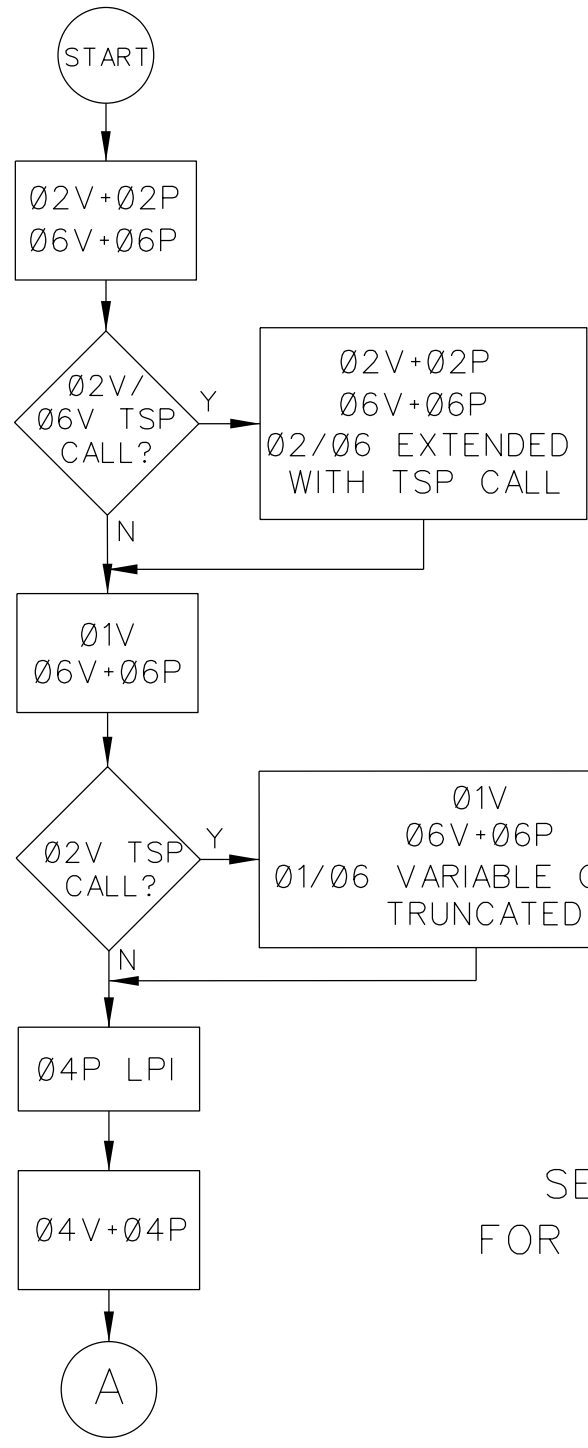 START
Ø2V+Ø2P
Ø6V+Ø6P
Ø2V/
Ø6V TSP
CALL?
Y
N
Ø2V+Ø2P
Ø6V+Ø6P
Ø2/Ø6 EXTENDED
WITH TSP CALL
Ø1V
Ø6V+Ø6P
Ø2V TSP
CALL?
Y
N
Ø1V
Ø6V+Ø6P
Ø1/Ø6 VARIABLE
TRUNCATED
Ø4P LPI
Ø4V+Ø4P
FOR
A